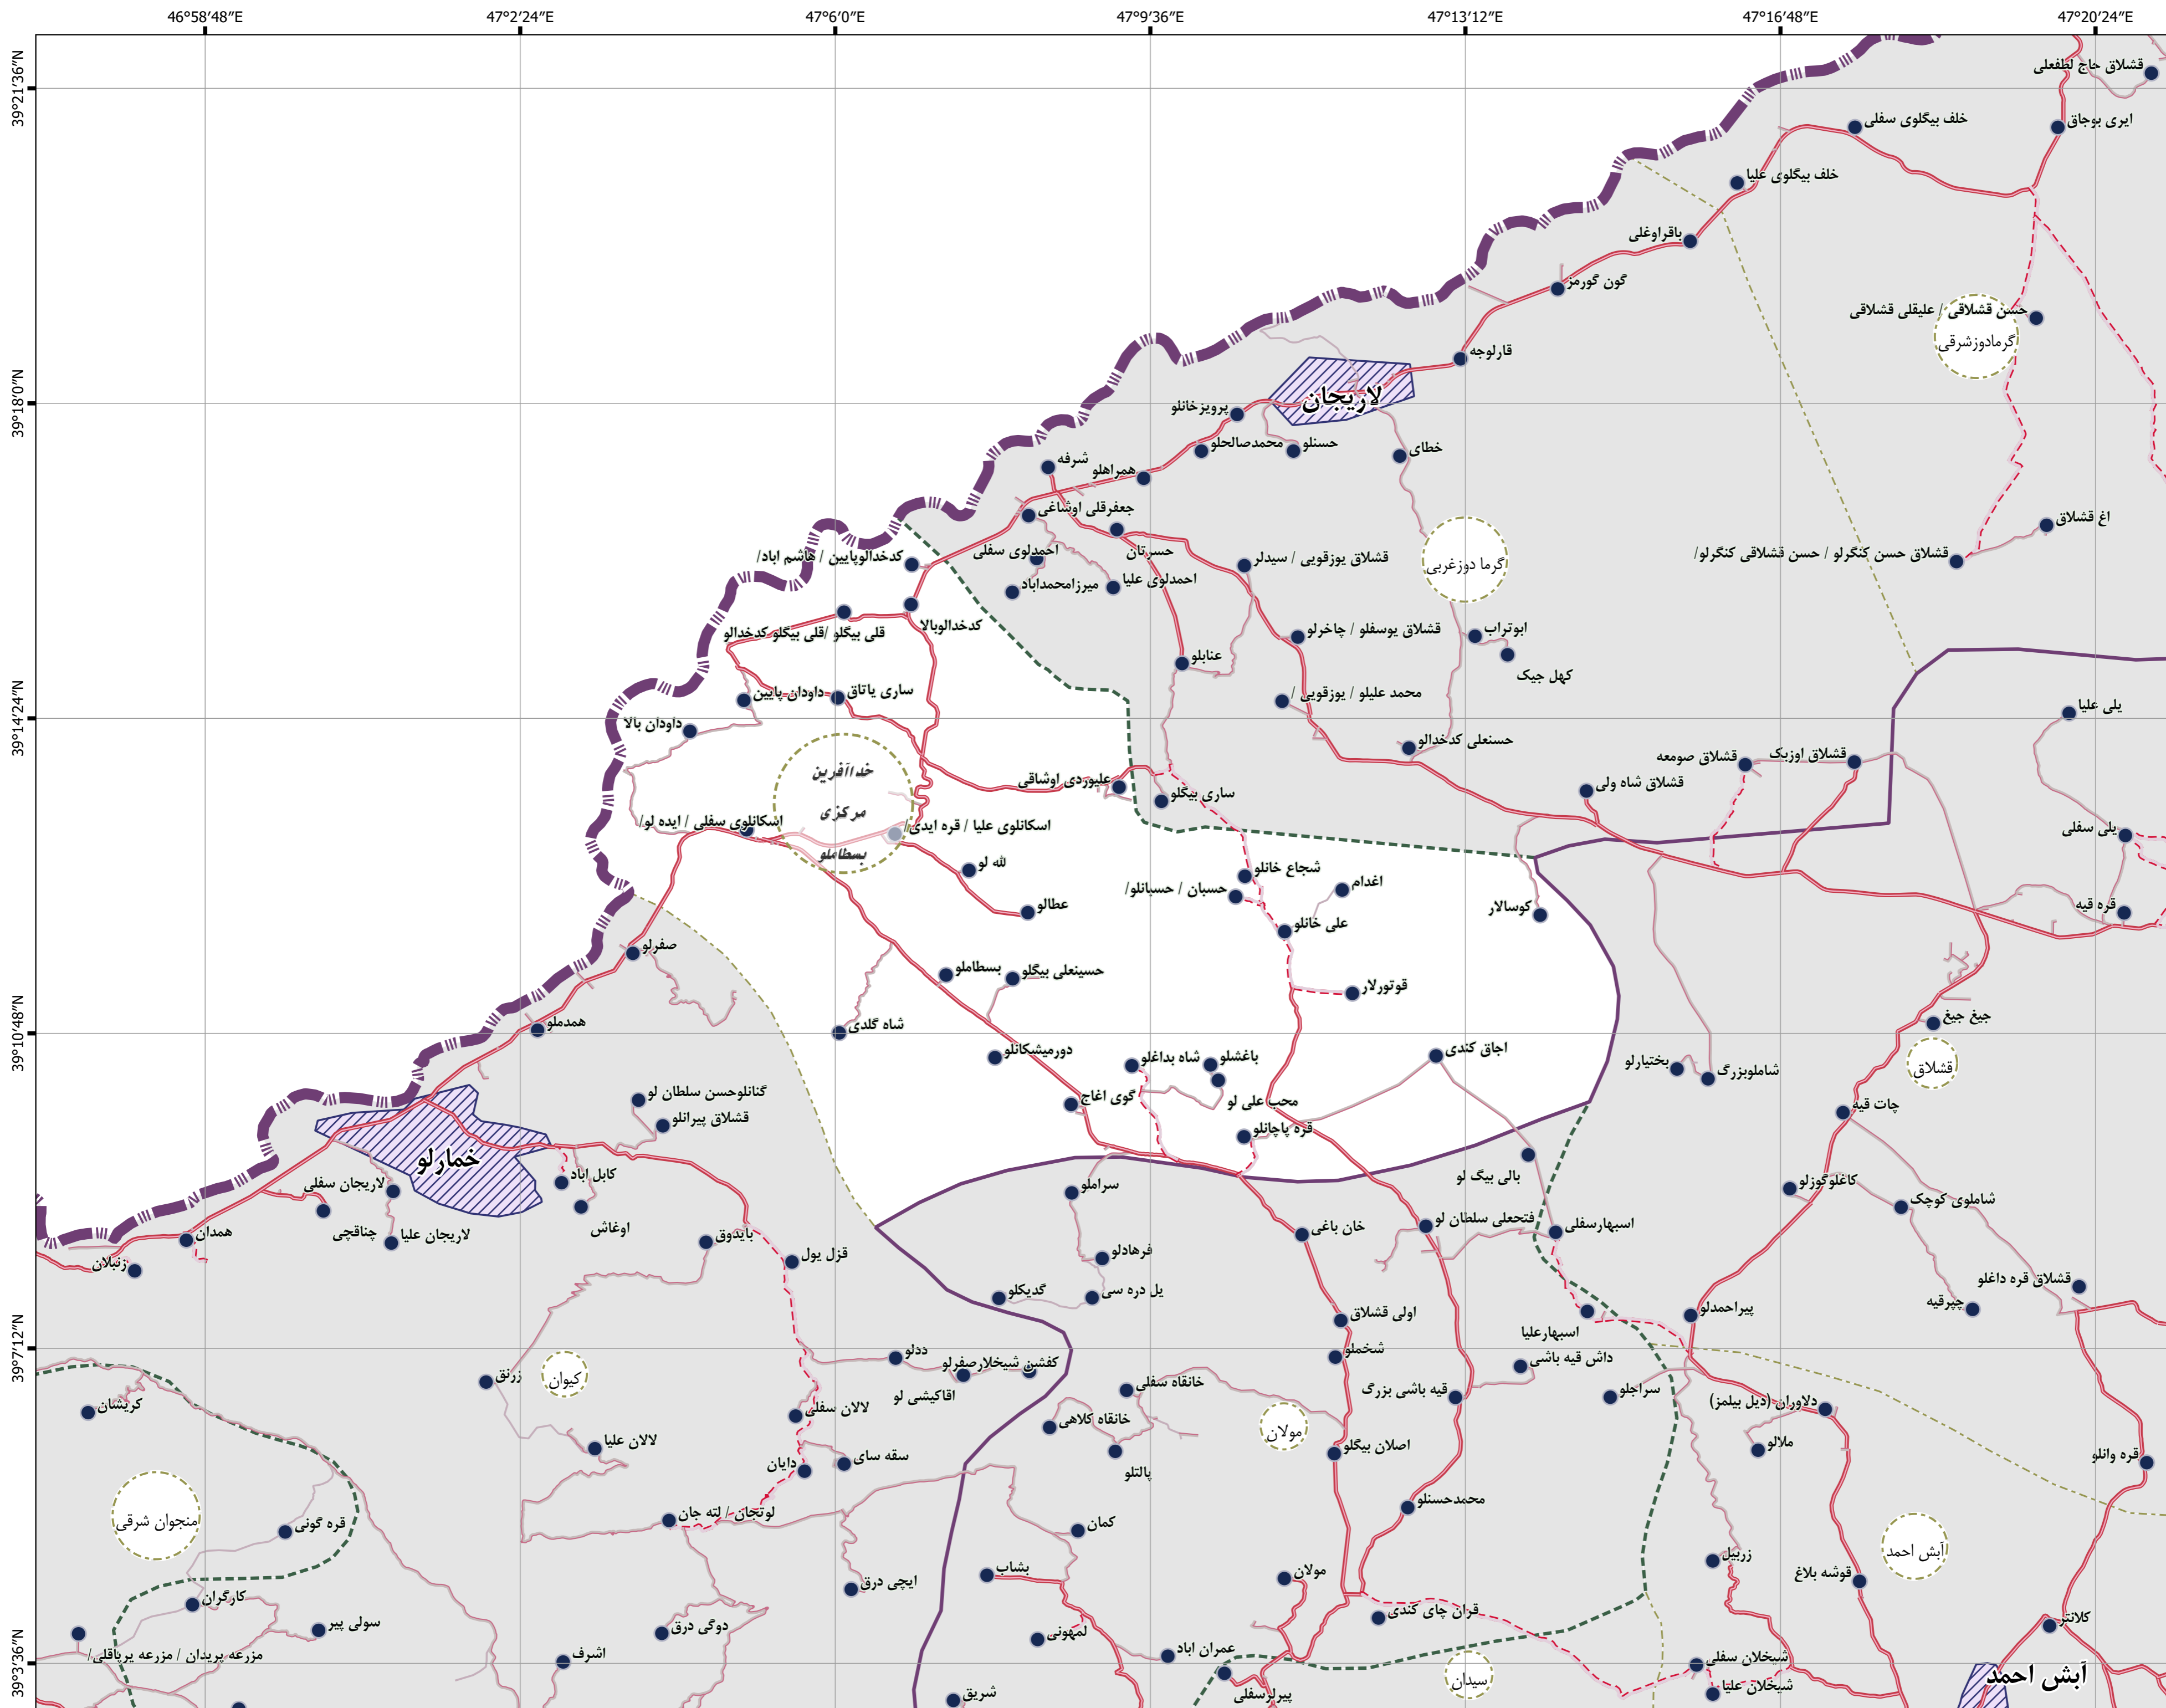 46°58'48"E
47°2'24"E
47°6'0"E
47°9'36"E
47°13'12"E
47°16'48"E
47°20'24"E
39°21'36"N
39°18'0"N
39°14'24"N
39°10'48"N
39°7'12"N
39°3'36"N
قشلاق حاج لطفعلی
ایری بوجاق
خلف بیگلوی سفلی
خلف بیگلوی علیا
باقراوغلی
گون گورمز
حسن قشلاقی / علیقلی قشلاقی
گرمادوزشرقی
قارلوجه
لاریجان
پرویزخانلو
محمدصالحلو
حسنلو
خطای
شرفه
همراهلو
جعفرقلی اوشاغی
اغ قشلاق
قشلاق حسن کنگرلو / حسن قشلاقی کنگرلو/
حسرتان
احمدلوی سفلی
کدخدالوپایین / هاشم اباد/
قشلاق یوزقویی / سیدلر
گرما دوزغربی
احمدلوی علیا
میرزامحمداباد
کدخدالوبالا
قلی بیگلو /قلی بیگلو کدخدالو
قشلاق یوسفلو / چاخرلو
ابوتراب
کهل جیک
عنابلو
محمد علیلو / یوزقویی /
ساری یاتاق
داودان پایین
داودان بالا
یلی علیا
حسنعلی کدخدالو
قشلاق اوزبک
قشلاق صومعه
قشلاق شاه ولی
علیوردی اوشاقی
ساری بیگلو
خداآفرین
مرکزی
بسطاملو
اسکانلوی سفلی / ایده لو/
اسکانلوی علیا / قره ایدی/
یلی سفلی
لله لو
شجاع خانلو
اغدام
حسبان / حسبانلو/
عطالو
کوسالار
قره قیه
علی خانلو
صفرلو
بسطاملو
حسینعلی بیگلو
قوتورلار
همدملو
شاه گلدی
جیغ جیغ
دورمیشکانلو
شاه بداغلو
باغشلو
اجاق کندی
بختیارلو
شاملوبزرگ
قشلاق
گنانلوحسن سلطان لو
گوی اغاج
محب علی لو
چات قیه
قشلاق پیرانلو
قره پاچانلو
خمارلو
کابل اباد
لاریجان سفلی
سراملو
بالی بیگ لو
کاغلوگوزلو
شاملوی کوچک
چناقچی
لاریجان علیا
اوغاش
همدان
بایدوق
خان باغی
فتحعلی سلطان لو
اسبهارسفلی
زنبلان
قزل یول
فرهادلو
قشلاق قره داغلو
گدیکلو
یل دره سی
چپرقیه
اولی قشلاق
اسبهارعلیا
پیراحمدلو
ددلو
شخملو
داش قیه باشی
کفشن شیخلارصفرلو
اقاکیشی لو
زرنق
کیوان
خانقاه سفلی
قیه باشی بزرگ
سراجلو
دلاوران (دیل بیلمز)
کریشان
لالان سفلی
خانقاه کلاهی
مولان
لالان علیا
سقه سای
دایان
پالتلو
اصلان بیگلو
ملالو
قره وانلو
محمدحسنلو
لوتجان / لته جان
منجوان شرقی
قره گونی
کمان
آبش احمد
زربیل
بشاب
مولان
ایچی درق
قوشه بلاغ
کارگران
سولی پیر
قران چای کندی
دوگی درق
لمهونی
کلانتر
مزرعه پریدان / مزرعه یرپاقلی/
اشرف
عمران اباد
سیدان
شیخلان سفلی
آبش احمد
شیخلان علیا
شریق
پیرلرسفلی